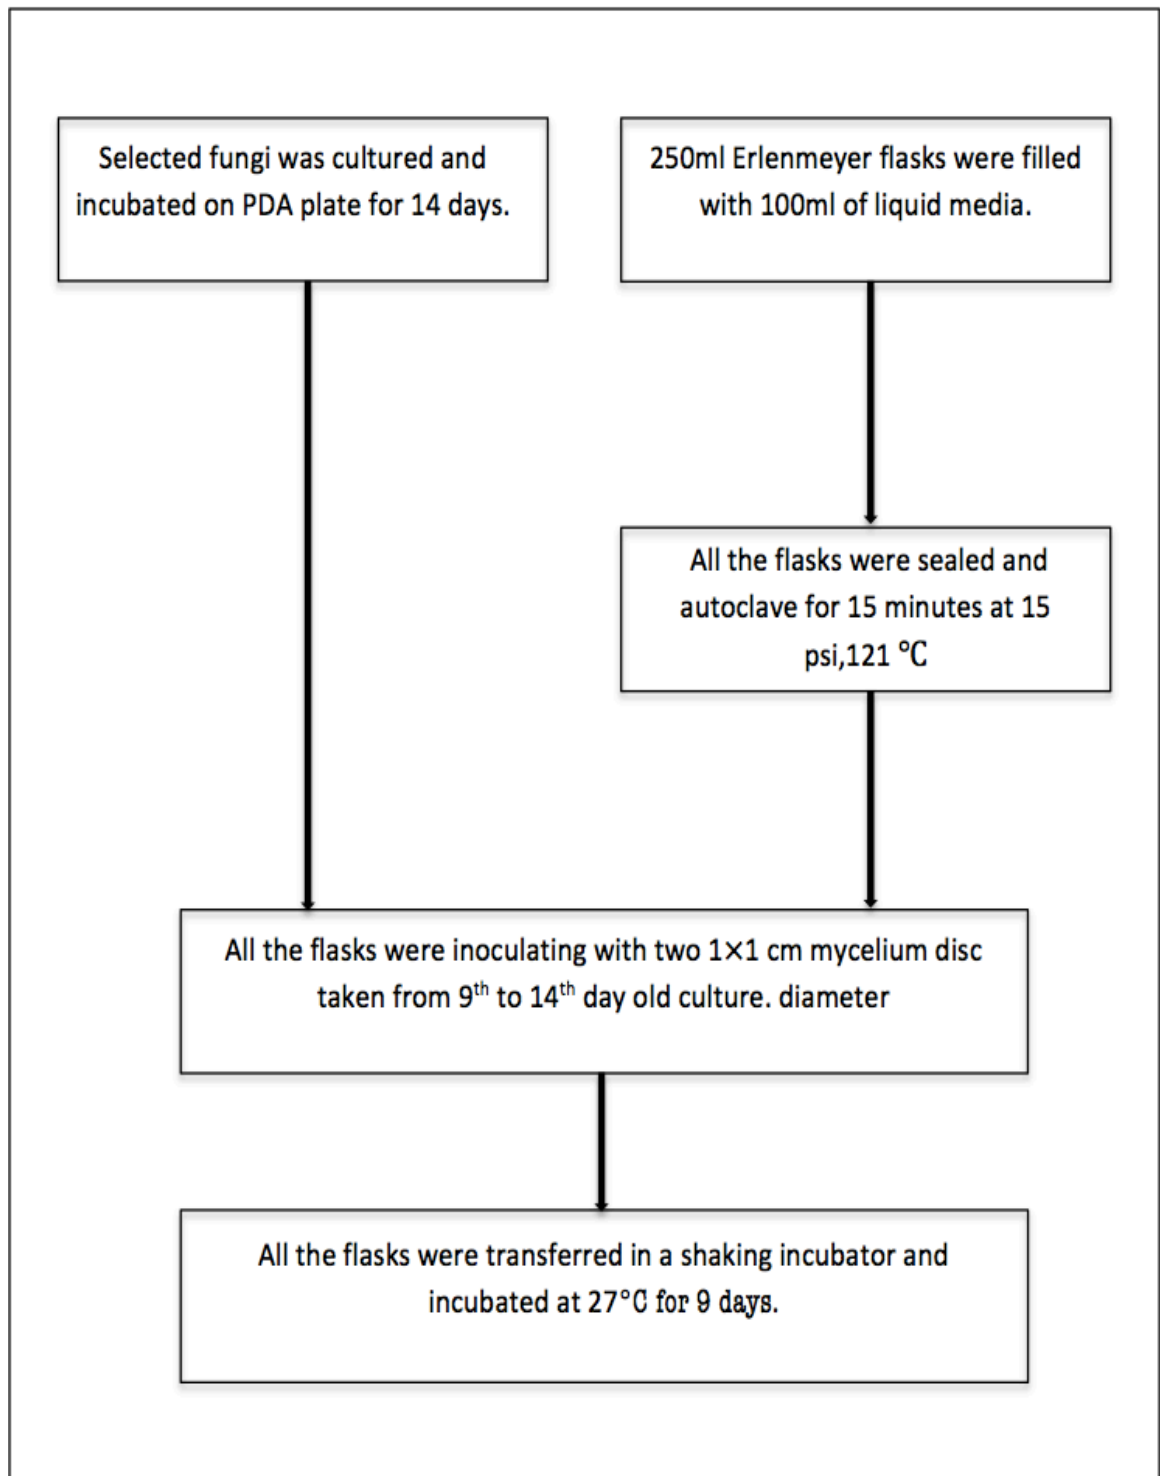 Selected fungi was cultured and
incubated on PDA plate for 14 days.
250ml Erlenmeyer flasks were filled
with 100ml of liquid media.
All the flasks were sealed and
autoclave for 15 minutes at 15
psi,121 ℃
All the flasks were inoculating with two 1×1 cm mycelium disc
taken from 9th to 14th day old culture. diameter
All the flasks were transferred in a shaking incubator and
incubated at 27°C for 9 days.